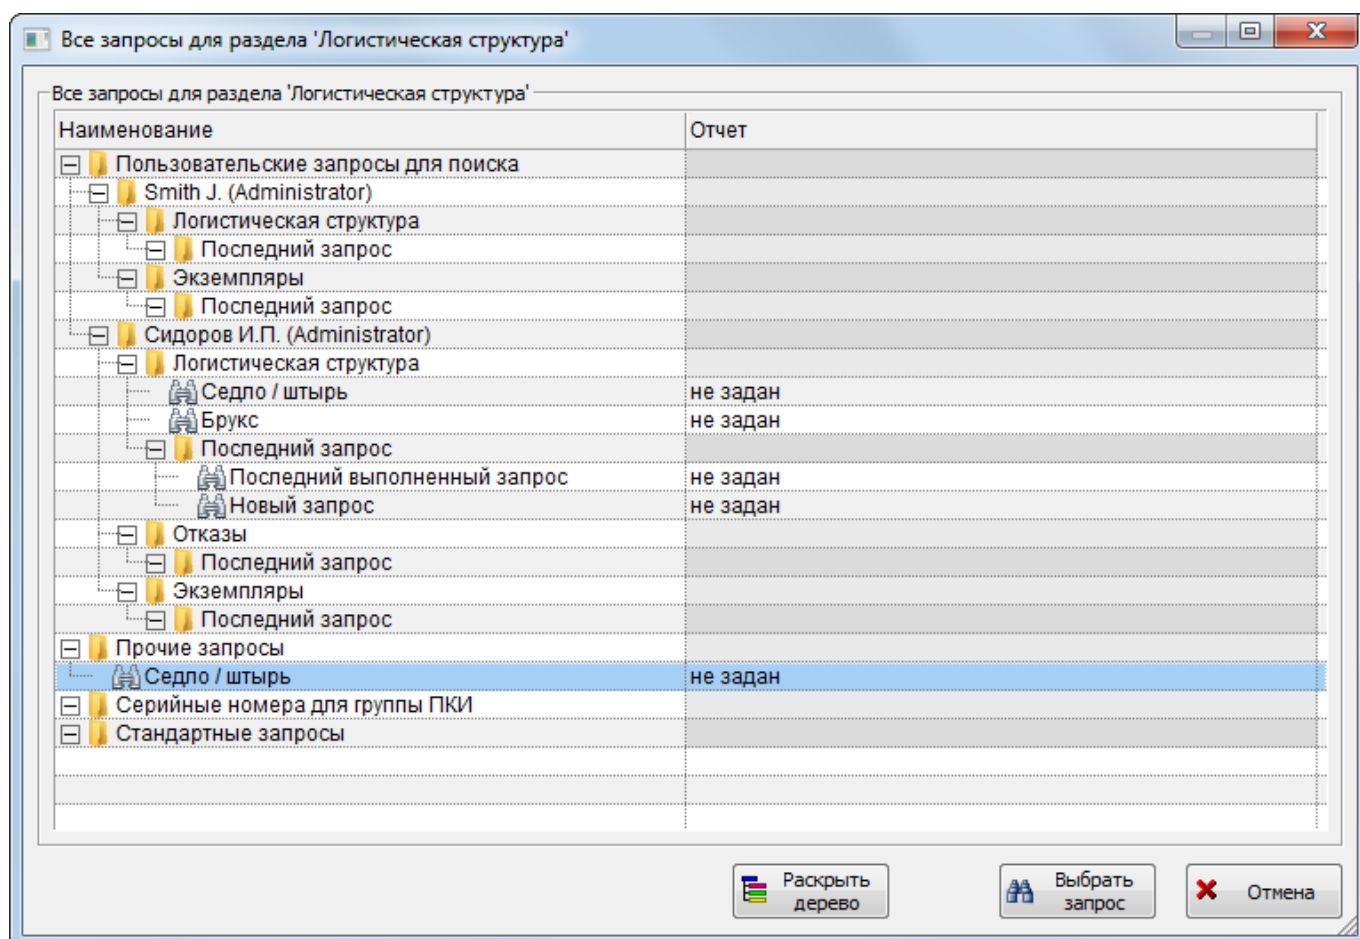 Все запросы для раздела 'Логистическая структура'
Все запросы для раздела 'Логистическая структура'
Наименование Отчет
Пользовательские запросы для поиска
Smith J. (Administrator)
Логистическая структура
Последний запрос
Экземпляры
Последний запрос
Сидоров И.П. (Administrator)
Логистическая структура
Седло / штырь не задан
Брукс не задан
Последний запрос
Последний выполненный запрос не задан
Новый запрос не задан
Отказы
Последний запрос
Экземпляры
Последний запрос
Прочие запросы
Седло / штырь не задан
Серийные номера для группы ПКИ
Стандартные запросы
Раскрыть
дерево
Выбрать
запрос
Отмена